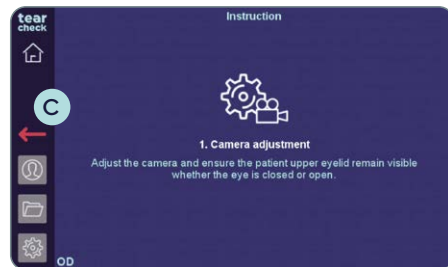 tear
check
Instruction
C
1. Camera adjustment
Adjust the camera and ensure the patient upper eyelid remain visible
whether the eye is closed or open.
OD